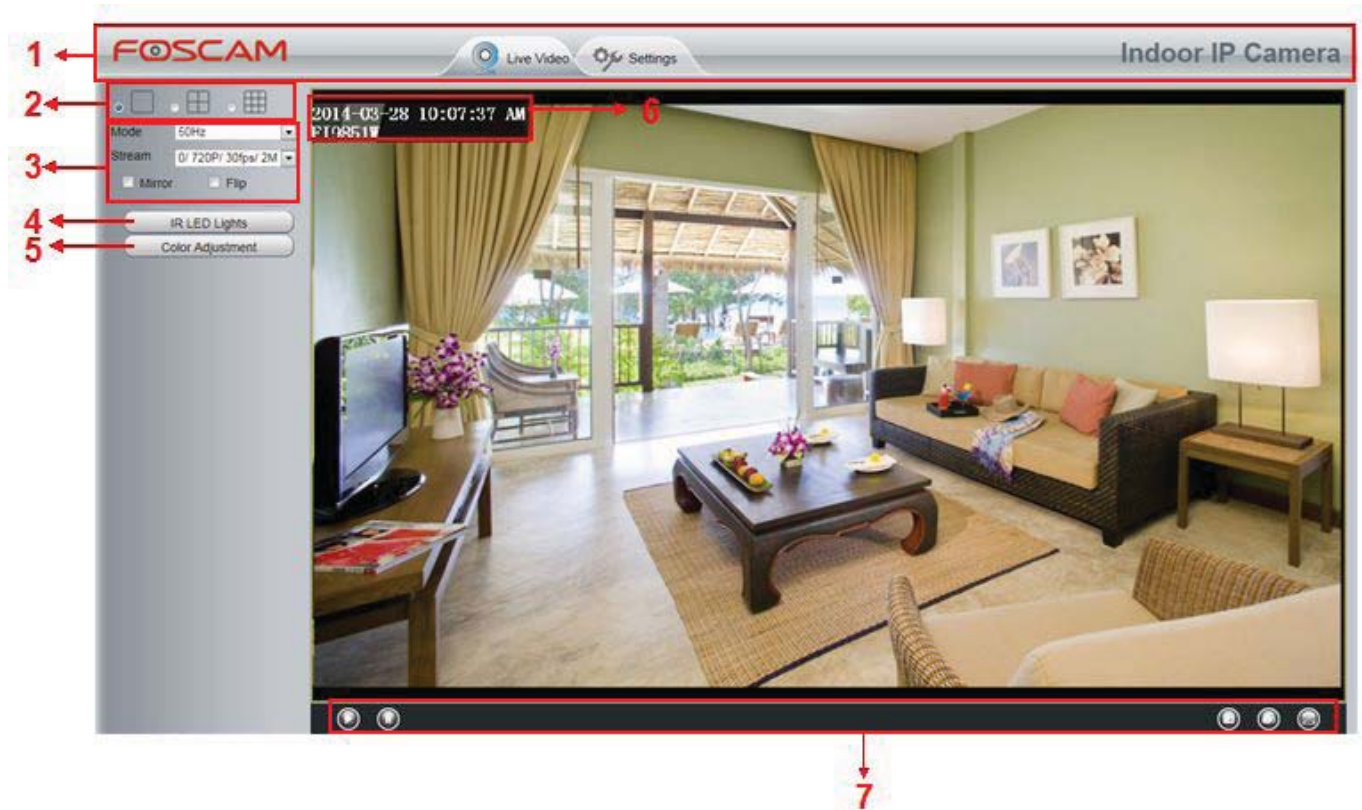 1
FOSCAM
Live Video
Settings
Indoor IP Camera
2
2014-03-28 10:07:37 AM
6
FI9851W
Mode
50Hz
3
Stream
0/ 720P/ 30fps/ 2M
Mirror
Flip
4
IR LED Lights
5
Color Adjustment
7